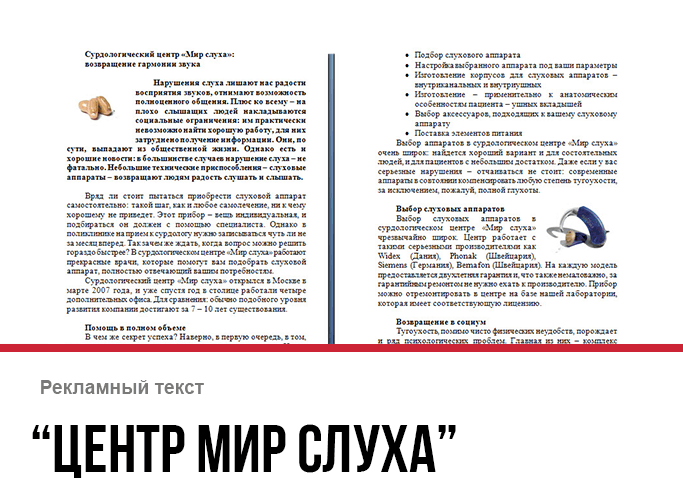 Сурдологический центр «Мир слуха»:
возвращение гармонии звука
Нарушения слуха лишают нас радости
восприятия звуков, отнимают возможность
полноценного общения. Плюс ко всему – на
плохо слышащих людей накладываются
социальные ограничения: им практически
невозможно найти хорошую работу, для них
затруднено получение информации. Они, по
сути, выпадают из общественной жизни. Однако есть и
хорошие новости: в большинстве случаев нарушение слуха – не
фатально. Небольшие технические приспособления – слуховые
аппараты – возвращают людям радость слушать и слышать.
Вряд ли стоит пытаться приобрести слуховой аппарат
самостоятельно: такой шаг, как и любое самолечение, ни к чему
хорошему не приведет. Этот прибор – вещь индивидуальная, и
подбираться он должен с помощью специалиста. Однако в
поликлинике на прием к сурдологу нужно записываться чуть ли не
за месяц вперед. Так зачем же ждать, когда вопрос можно решить
гораздо быстрее? В сурдологическом центре «Мир слуха» работают
прекрасные врачи, которые помогут вам подобрать слуховой
аппарат, полностью отвечающий вашим потребностям.
Сурдологический центр «Мир слуха» открылся в Москве в
марте 2007 года, и уже спустя год в столице работали четыре
дополнительных офиса. Для сравнения: обычно подобного уровня
развития компании достигают за 7 – 10 лет существования.
Помощь в полном объеме
В чем же секрет успеха? Наверно, в первую очередь, в том,
• Подбор слухового аппарата
• Настройка выбранного аппарата под ваши параметры
• Изготовление корпусов для слуховых аппаратов –
внутриканальных и внутриушных
• Изготовление – применительно к анатомическим
особенностям пациента – ушных вкладышей
• Выбор аксессуаров, подходящих к вашему слуховому
аппарату
• Поставка элементов питания
Выбор аппаратов в сурдологическом центре «Мир слуха»
очень широк: найдется хороший вариант и для состоятельных
людей, и для пациентов с небольшим достатком. Даже если у вас
серьезные нарушения – отчаиваться не стоит: современные
аппараты в состоянии компенсировать любую степень тугоухости,
за исключением, пожалуй, полной глухоты.
Выбор слуховых аппаратов
Выбор слуховых аппаратов в
сурдологическом центре «Мир слуха»
чрезвычайно широк. Центр работает с
такими серьезными производителями как
Widex (Дания), Phonak (Швейцария),
Siemens (Германия), Bernafon (Швейцария). На каждую модель
предоставляется двухлетняя гарантия и, что также немаловажно, за
гарантийным ремонтом не нужно ехать к производителю. Прибор
можно отремонтировать в центре на базе нашей лаборатории,
которая имеет соответствующую лицензию.
Возвращение в социум
Тугоухость, помимо чисто физических неудобств, порождает
и ряд психологических проблем. Главная из них – комплекс
Рекламный текст
“ЦЕНТР МИР СЛУХА”